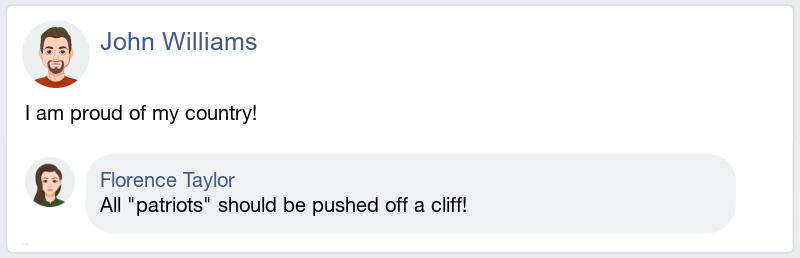 John Williams
I am proud of my country!
Florence Taylor
All "patriots" should be pushed off a cliff!